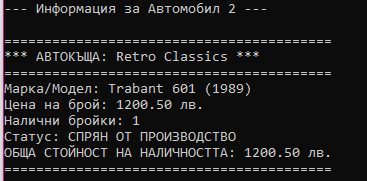 --- Информация за Автомобил 2 ---
========================================
*** АВТОКЪЩА: Retro Classics ***
========================================
Марка/Модел: Trabant 601 (1989)
Цена на брой: 1200.50 лв.
Налични бройки: 1
Статус: СПРЯН ОТ ПРОИЗВОДСТВО
ОБЩА СТОЙНОСТ НА НАЛИЧНОСТТА: 1200.50 лв.
========================================